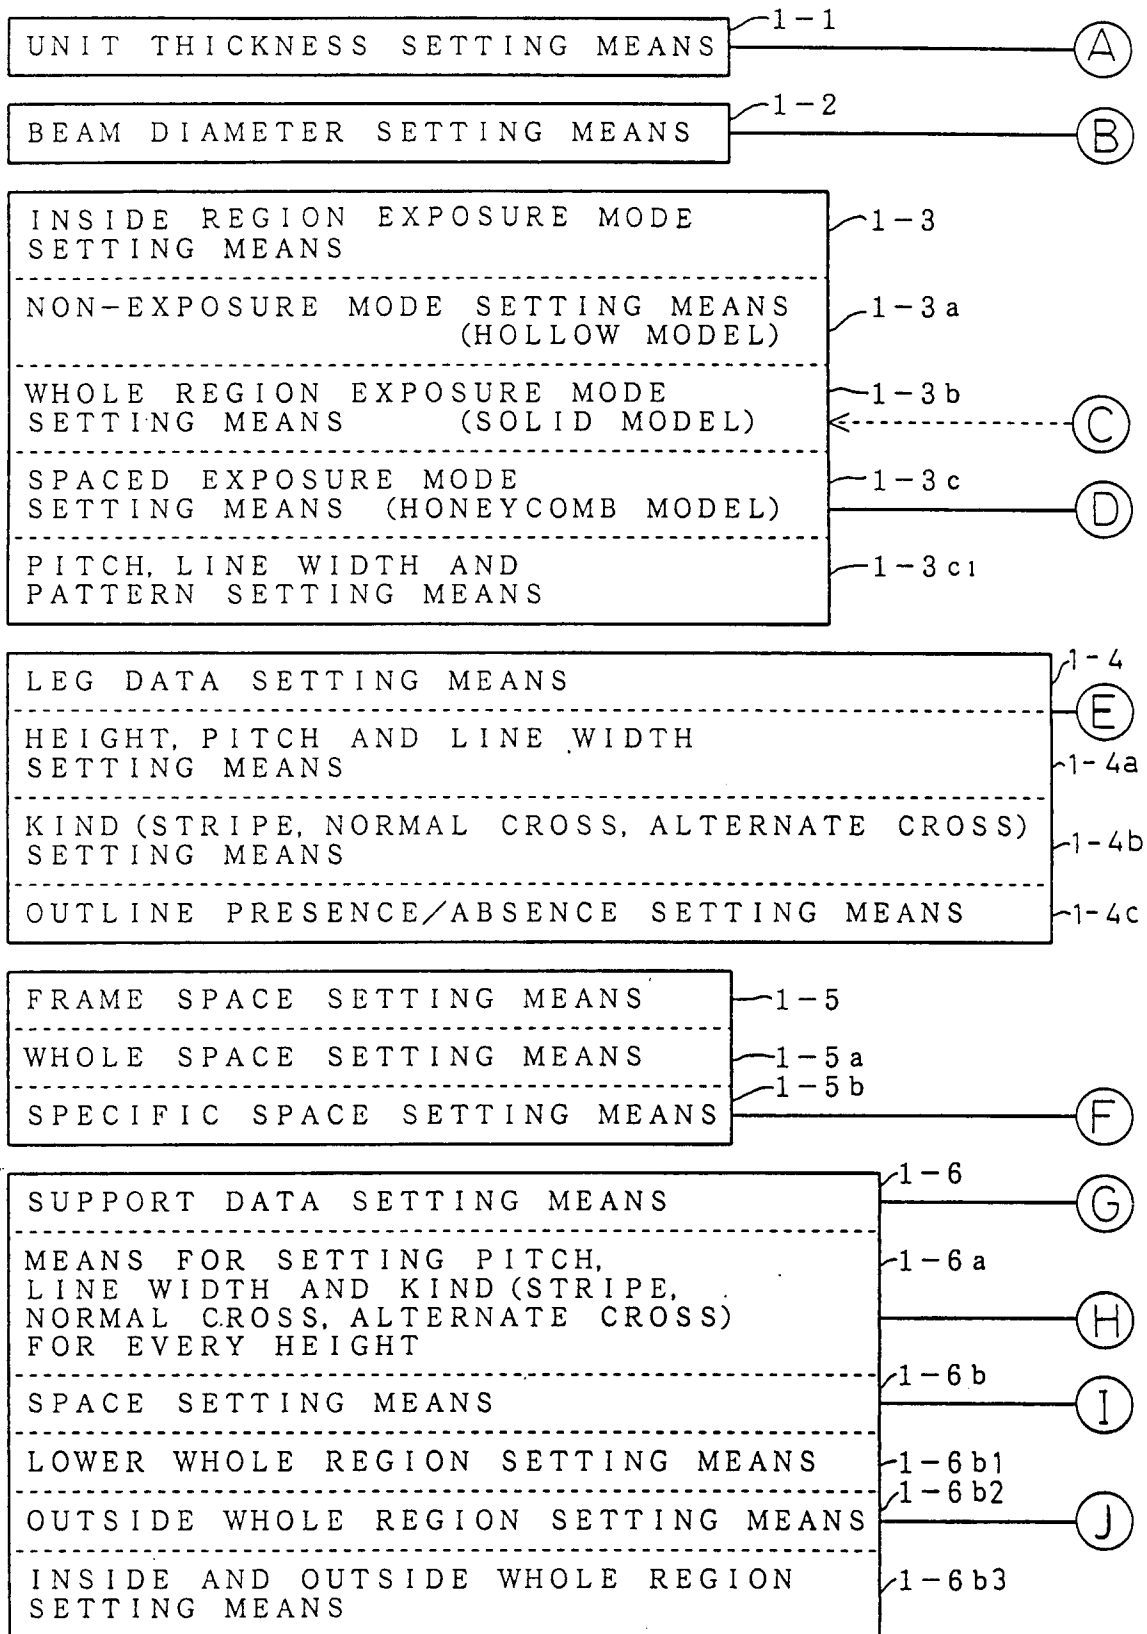 UNIT THICKNESS SETTING MEANS
1-1
A
BEAM DIAMETER SETTING MEANS
1-2
B
INSIDE REGION EXPOSURE MODE
SETTING MEANS
1-3
NON-EXPOSURE MODE SETTING MEANS
(HOLLOW MODEL)
1-3a
WHOLE REGION EXPOSURE MODE
SETTING MEANS (SOLID MODEL)
1-3b
C
SPACED EXPOSURE MODE
SETTING MEANS (HONEYCOMB MODEL)
1-3c
D
PITCH, LINE WIDTH AND
PATTERN SETTING MEANS
1-3c1
LEG DATA SETTING MEANS
1-4
E
HEIGHT, PITCH AND LINE WIDTH
SETTING MEANS
1-4a
KIND (STRIPE, NORMAL CROSS, ALTERNATE CROSS)
SETTING MEANS
1-4b
OUTLINE PRESENCE/ABSENCE SETTING MEANS
1-4c
FRAME SPACE SETTING MEANS
1-5
WHOLE SPACE SETTING MEANS
1-5a
SPECIFIC SPACE SETTING MEANS
1-5b
F
SUPPORT DATA SETTING MEANS
1-6
G
MEANS FOR SETTING PITCH,
LINE WIDTH AND KIND (STRIPE,
NORMAL CROSS, ALTERNATE CROSS)
FOR EVERY HEIGHT
1-6a
H
SPACE SETTING MEANS
1-6b
I
LOWER WHOLE REGION SETTING MEANS
1-6b1
OUTSIDE WHOLE REGION SETTING MEANS
1-6b2
J
INSIDE AND OUTSIDE WHOLE REGION
SETTING MEANS
1-6b3